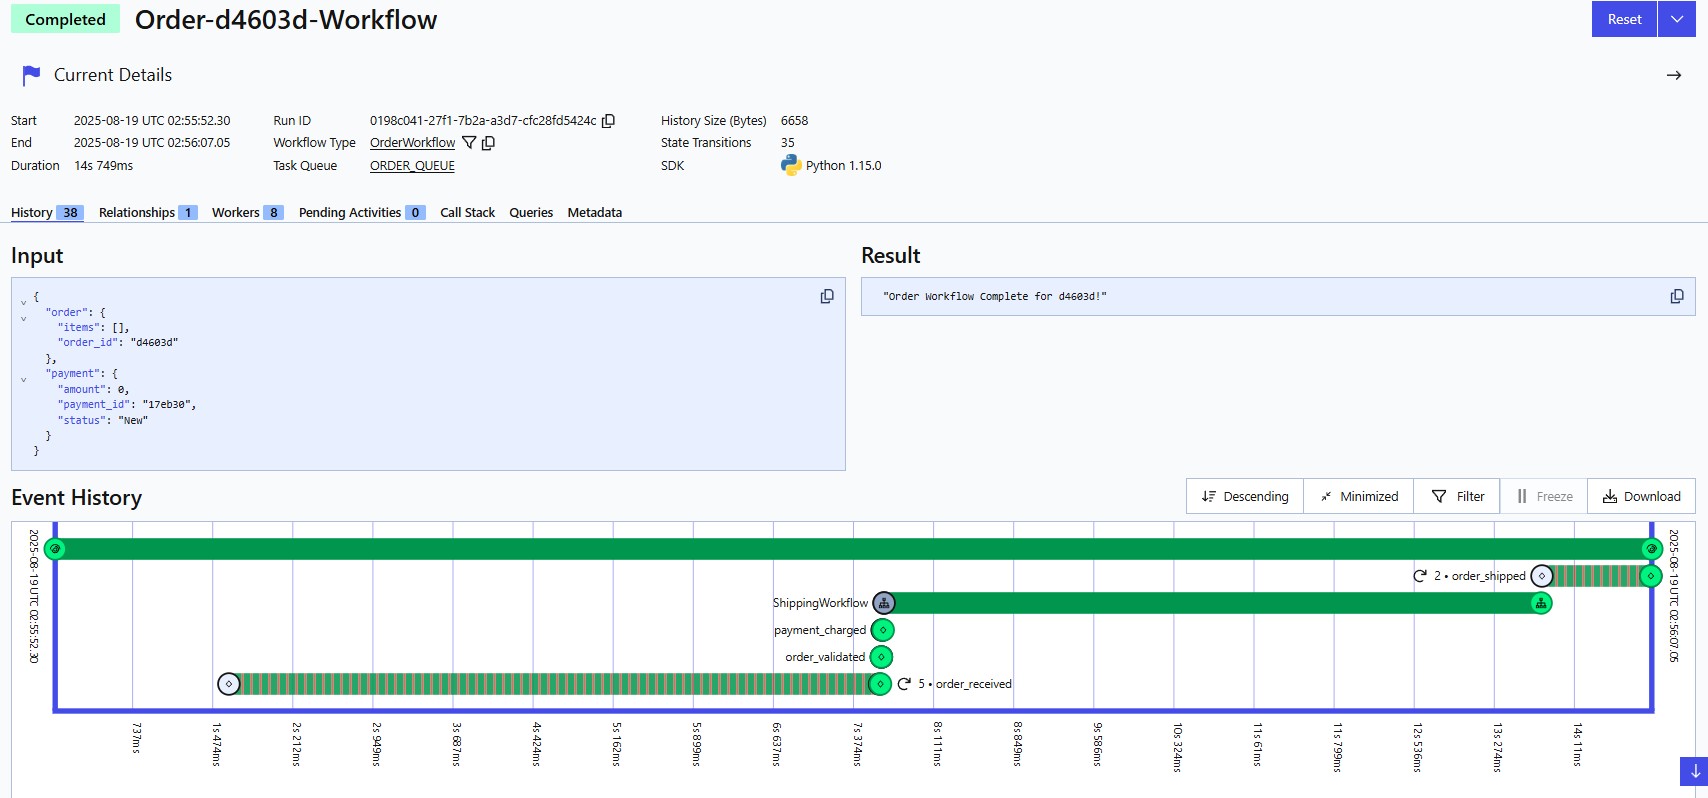 Completed Order-d4603d-Workflow Reset
Current Details
Start 2025-08-19 UTC 02:55:52.30 Run ID 0198c041-27f1-7b2a-a3d7-cfc28fd5424c History Size (Bytes) 6658
End 2025-08-19 UTC 02:56:07.05 Workflow Type OrderWorkflow State Transitions 35
Duration 14s 749ms Task Queue ORDER_QUEUE SDK Python 1.15.0
History 38 Relationships 1 Workers 8 Pending Activities 0 Call Stack Queries Metadata
Input
{
"order": {
"items": [],
"order_id": "d4603d"
},
"payment": {
"amount": 0,
"payment_id": "17eb30",
"status": "New"
}
}
Result
"Order Workflow Complete for d4603d!"
Event History Descending Minimized Filter Freeze Download
2025-08-19 UTC 02:55:52.30
2025-08-19 UTC 02:56:07.05
2 • order_shipped
ShippingWorkflow
payment_charged
order_validated
5 • order_received
737ms
1s 474ms
2s 212ms
2s 949ms
3s 687ms
4s 424ms
5s 162ms
5s 899ms
6s 637ms
7s 374ms
8s 111ms
8s 849ms
9s 586ms
10s 324ms
11s 61ms
11s 799ms
12s 536ms
13s 274ms
14s 11ms